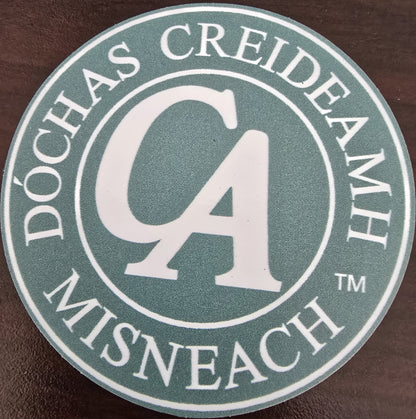 DÓCHAS CREIDEAMH
CA
MISNEACH
TM